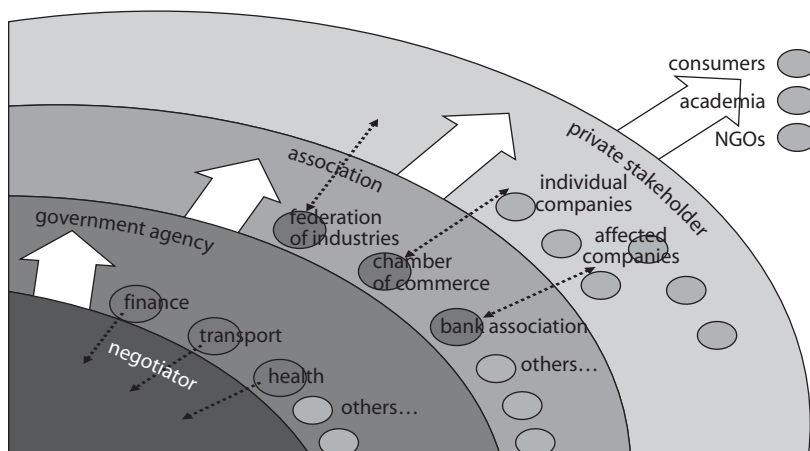 consumers
academia
NGOs
private stakeholder
association
individual
companies
government agency
federation
of industries
affected
companies
chamber
of commerce
finance
bank association
transport
negotiator
others…
health
others…